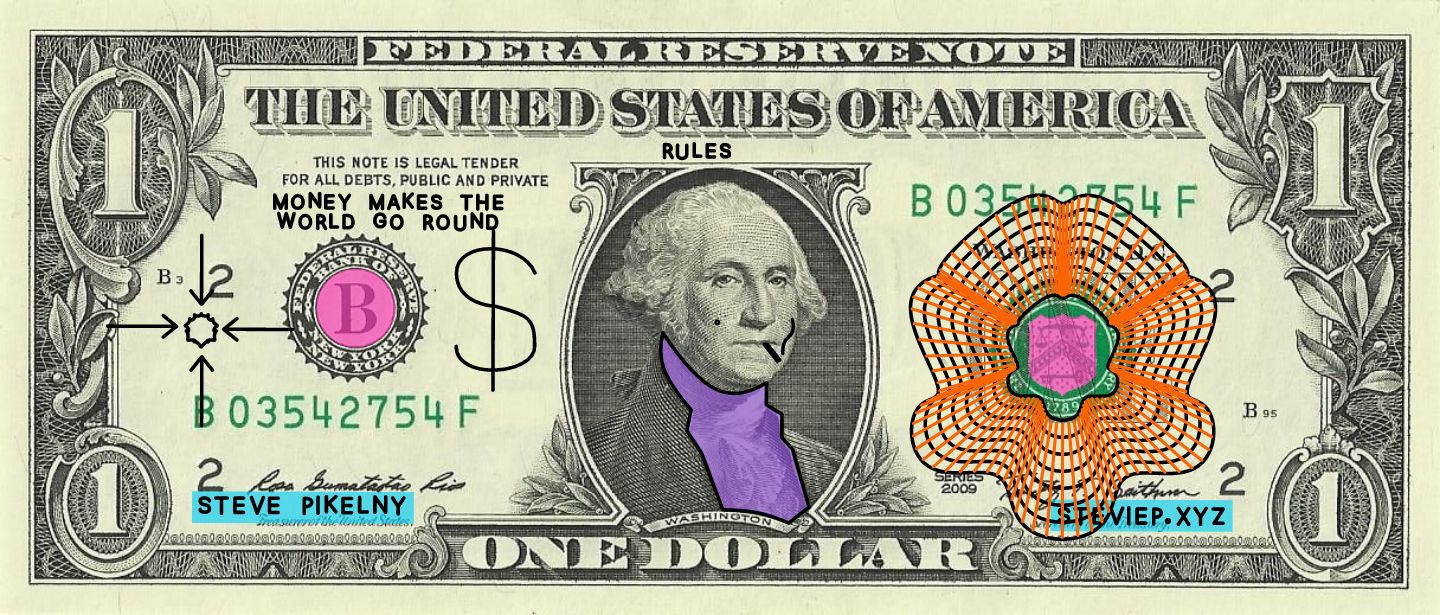 FEDERAL RESERVE NOTE
THE UNITED STATES OF AMERICA
RULES
THIS NOTE IS LEGAL TENDER
FOR ALL DEBTS, PUBLIC AND PRIVATE
MONEY MAKES THE
WORLD GO ROUND
1
1
B 03542754 F
B 3
2
FEDERAL RESERVE BANK OF
B
NEW YORK, NEW YORK
$
2
1789
B 03542754 F
B 95
2
Rosa Gumataotao Rios
STEVE PIKELNY
Treasurer of the United States.
SERIES
2009
2
STEVIEP.XYZ
WASHINGTON
1
ONE DOLLAR
1